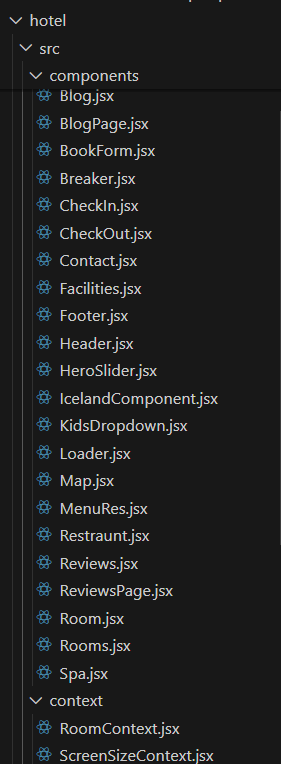 hotel
src
components
Blog.jsx
BlogPage.jsx
BookForm.jsx
Breaker.jsx
CheckIn.jsx
CheckOut.jsx
Contact.jsx
Facilities.jsx
Footer.jsx
Header.jsx
HeroSlider.jsx
IcelandComponent.jsx
KidsDropdown.jsx
Loader.jsx
Map.jsx
MenuRes.jsx
Restraunt.jsx
Reviews.jsx
ReviewsPage.jsx
Room.jsx
Rooms.jsx
Spa.jsx
context
RoomContext.jsx
ScreenSizeContext.jsx